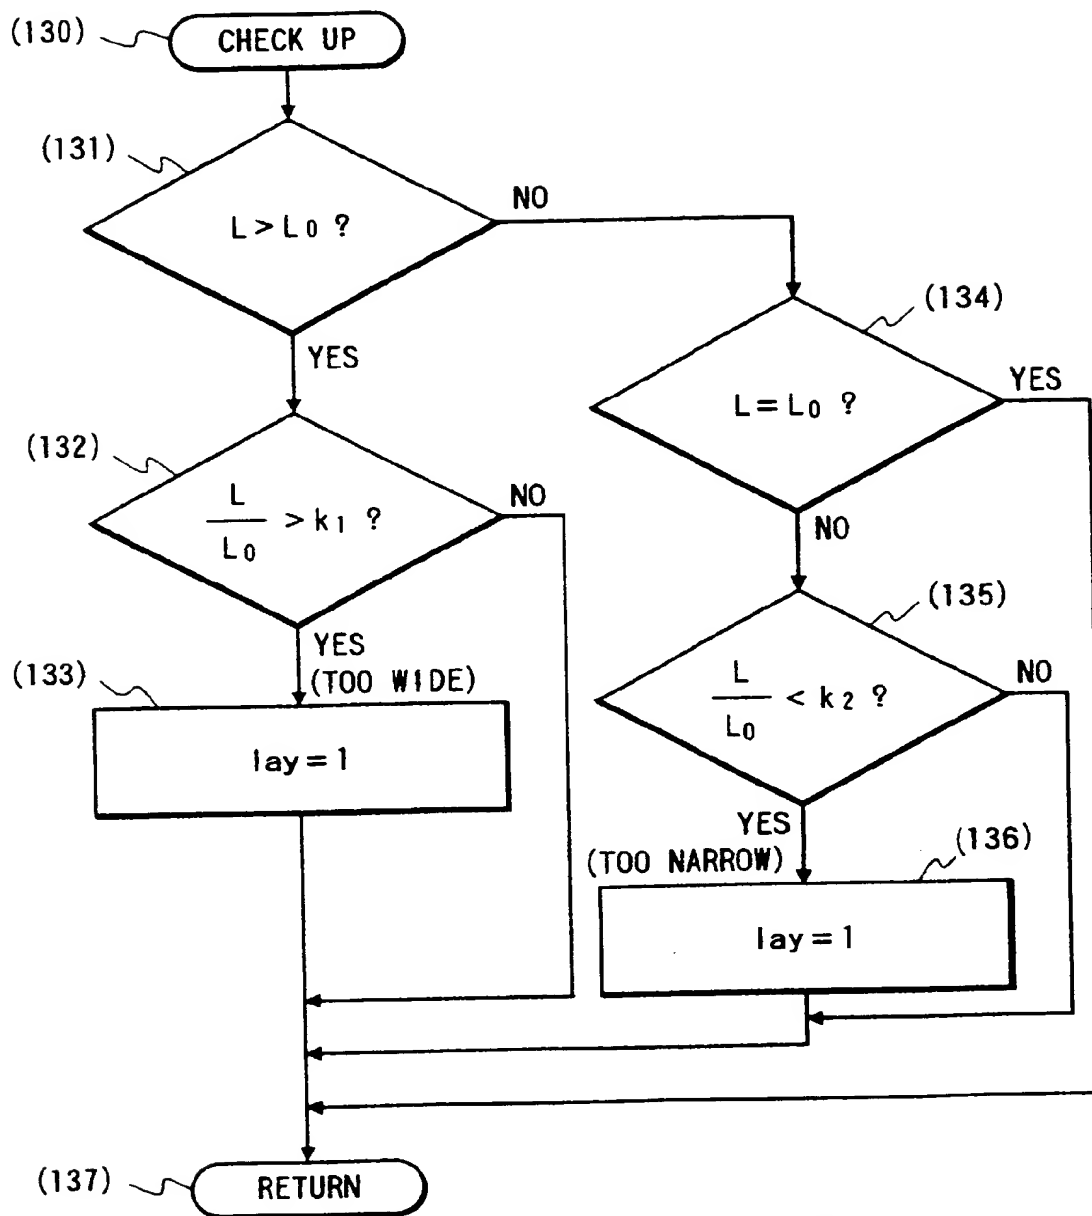 (130)
CHECK UP
(131)
L > L0 ?
NO
YES
(134)
L = L0 ?
YES
NO
(132)
L
L0
> k1 ?
NO
YES
(TOO WIDE)
(133)
lay = 1
(135)
L
L0
< k2 ?
NO
YES
(TOO NARROW)
(136)
lay = 1
(137)
RETURN